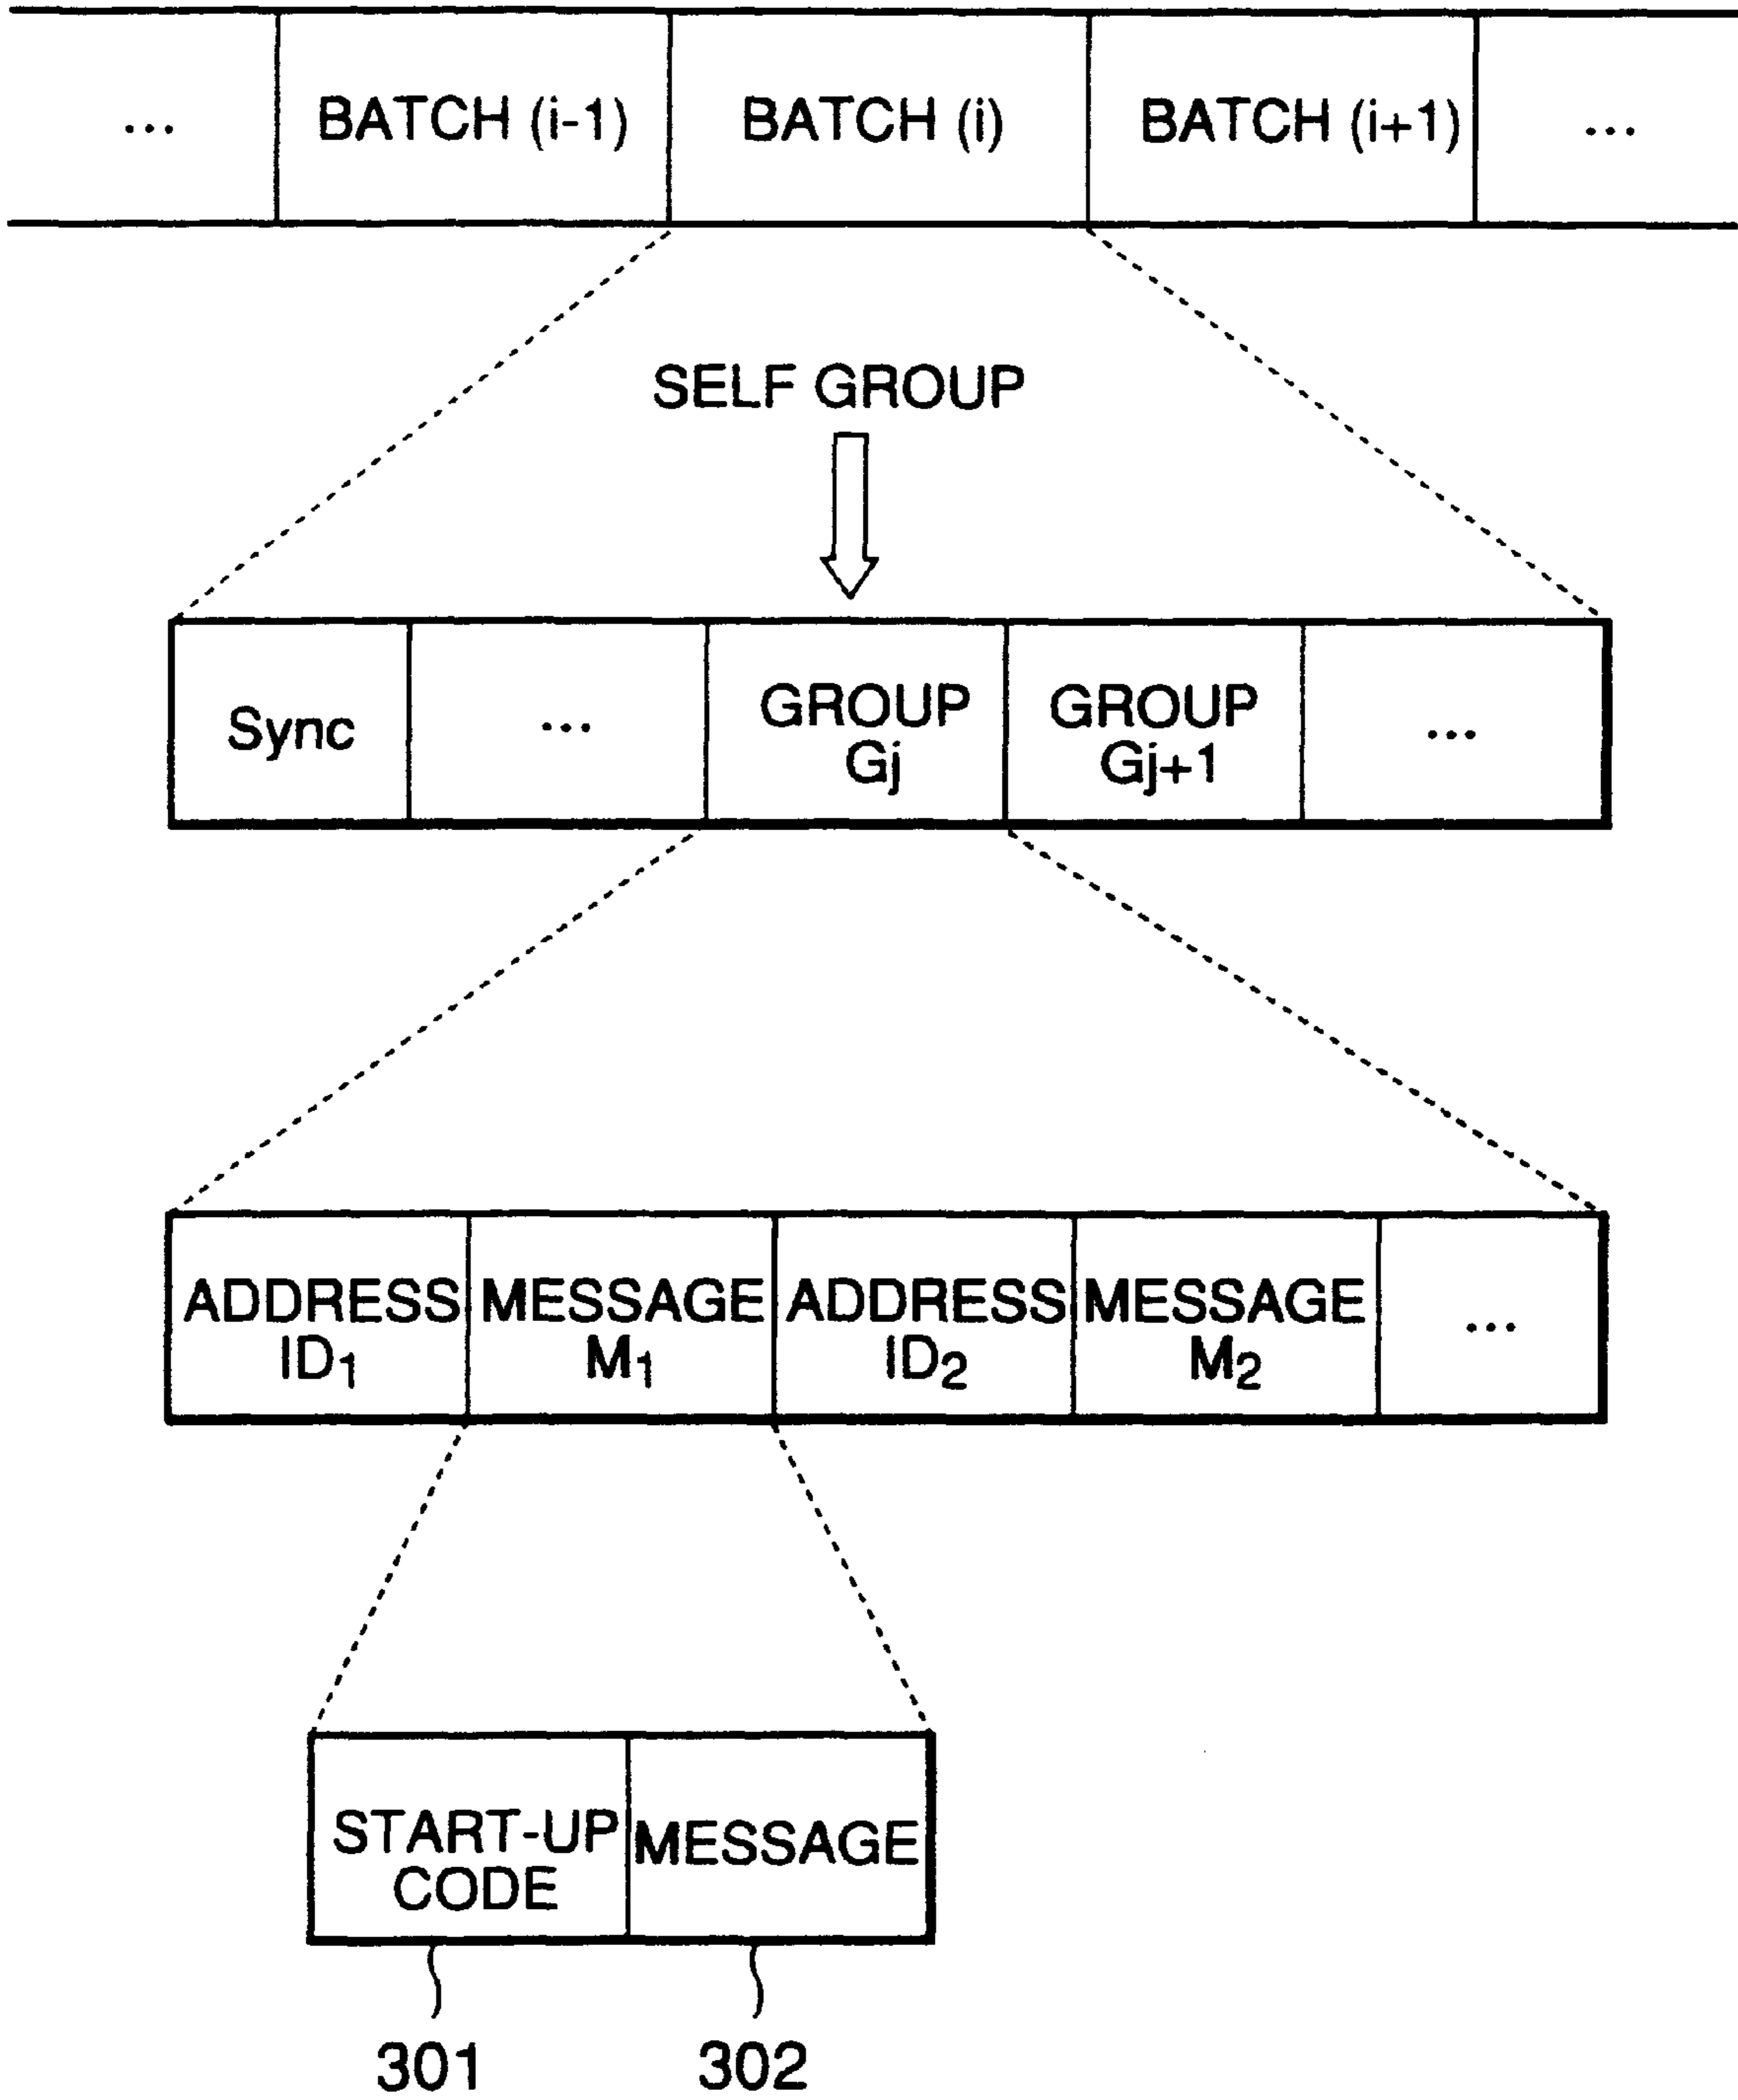 ... BATCH (i-1) BATCH (i) BATCH (i+1) ...
SELF GROUP
Sync ... GROUP Gj GROUP Gj+1 ...
ADDRESS ID1 MESSAGE M1 ADDRESS ID2 MESSAGE M2 ...
START-UP CODE MESSAGE
301 302